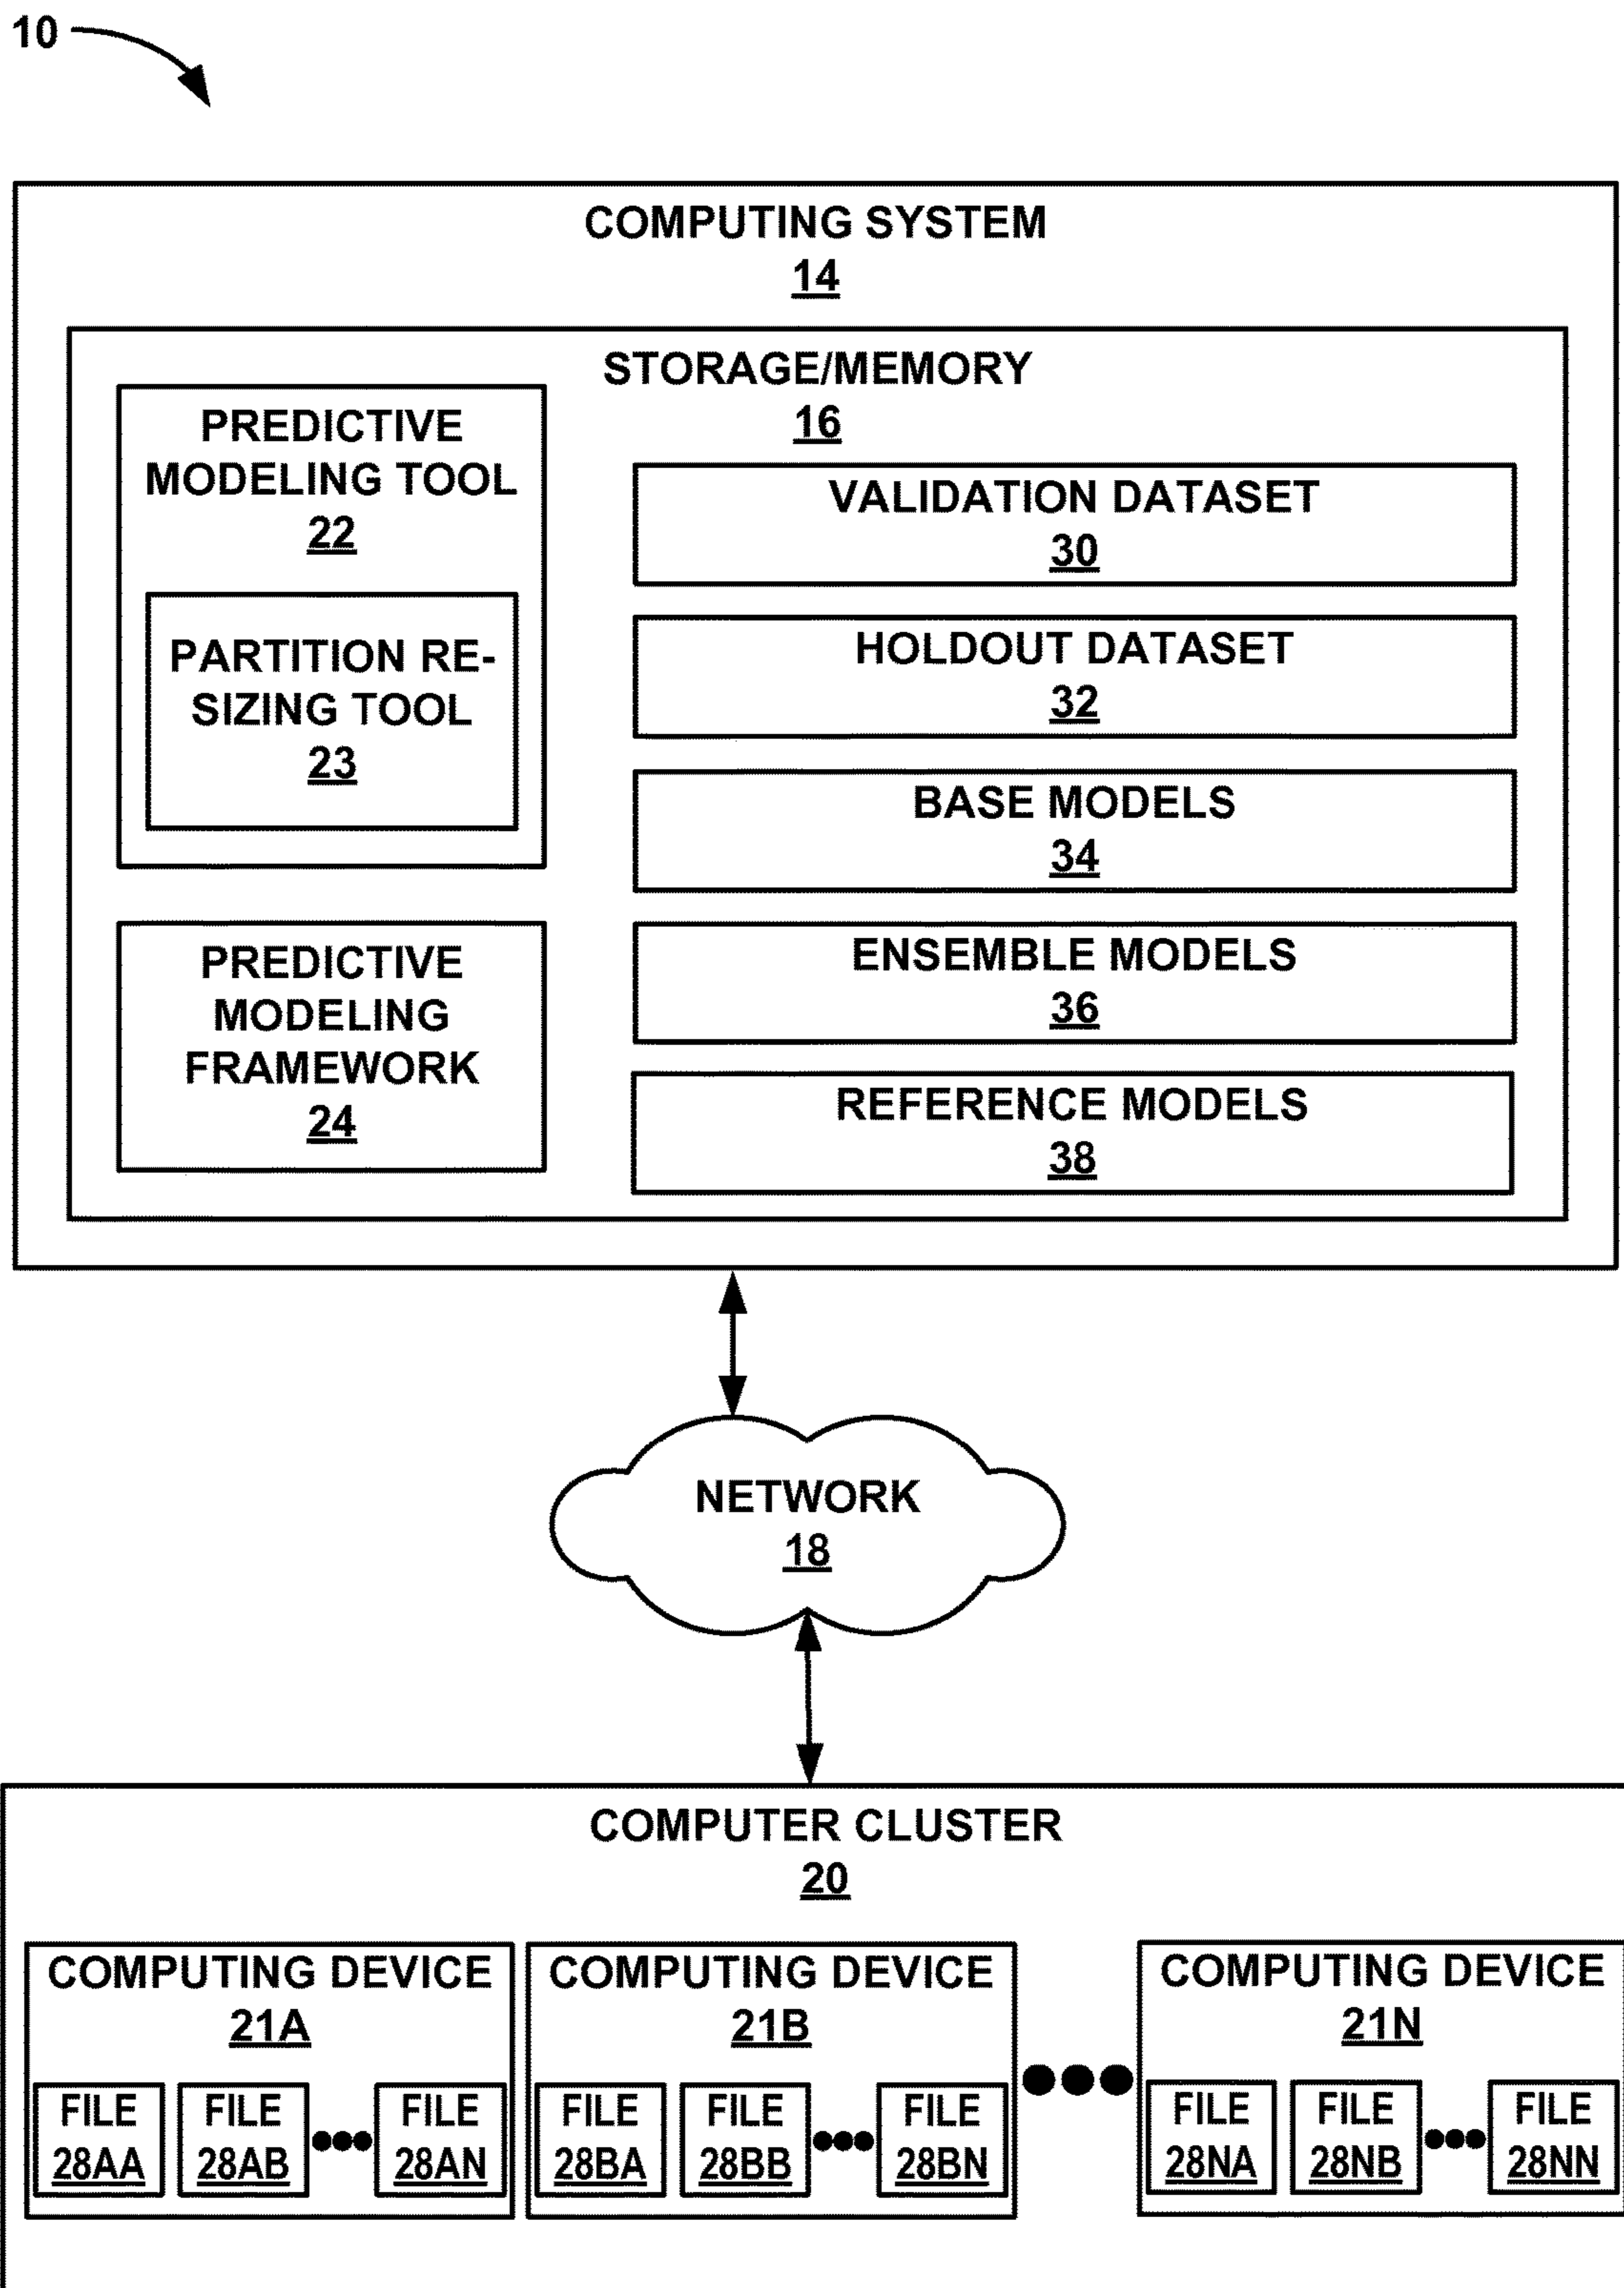 10
COMPUTING SYSTEM
14
STORAGE/MEMORY
16
PREDICTIVE
MODELING TOOL
22
PARTITION RE-
SIZING TOOL
23
PREDICTIVE
MODELING
FRAMEWORK
24
VALIDATION DATASET
30
HOLDOUT DATASET
32
BASE MODELS
34
ENSEMBLE MODELS
36
REFERENCE MODELS
38
NETWORK
18
COMPUTER CLUSTER
20
COMPUTING DEVICE
21A
FILE
28AA
FILE
28AB
FILE
28AN
COMPUTING DEVICE
21B
FILE
28BA
FILE
28BB
FILE
28BN
COMPUTING DEVICE
21N
FILE
28NA
FILE
28NB
FILE
28NN